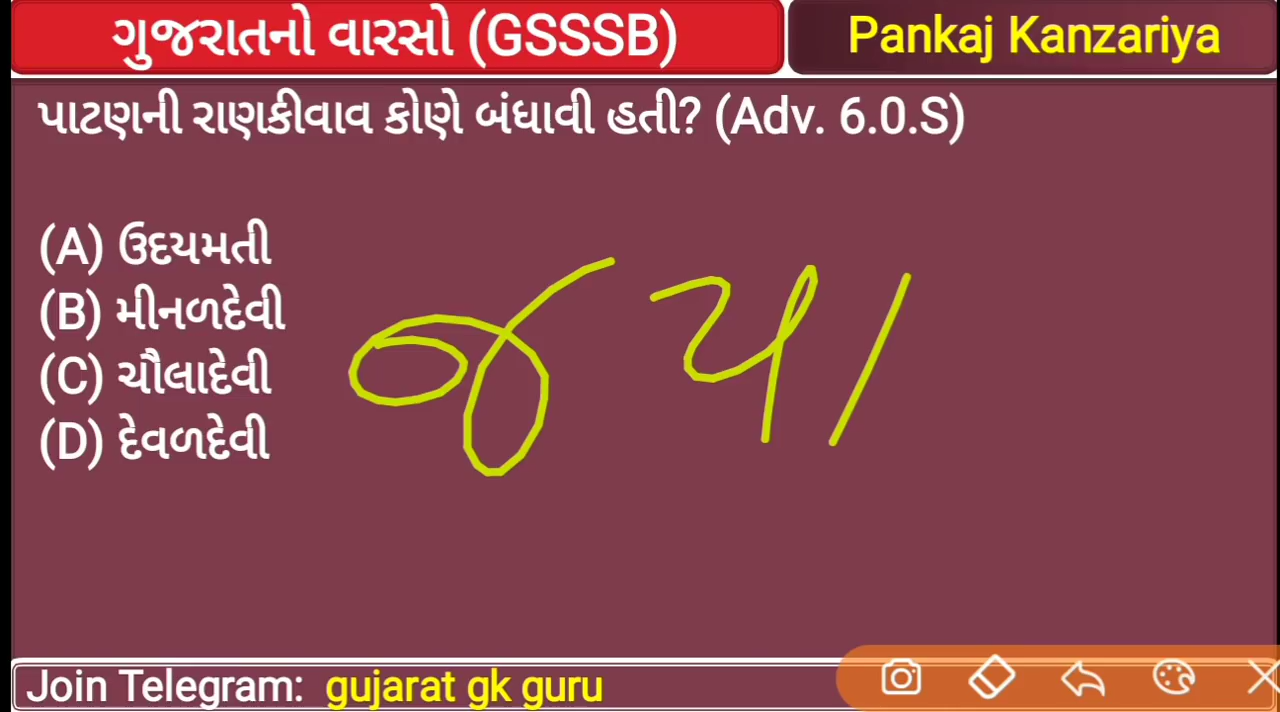 ગુજરાતનો વારસો (GSSSB)
Pankaj Kanzariya
પાટણની રાણકીવાવ કોણે બંધાવી હતી? (Adv. 6.0.S)
(A) ઉદયમતી
(B) મીનળદેવી
(C) ચૌલાદેવી
(D) દેવળદેવી
જયા
Join Telegram: gujarat gk guru